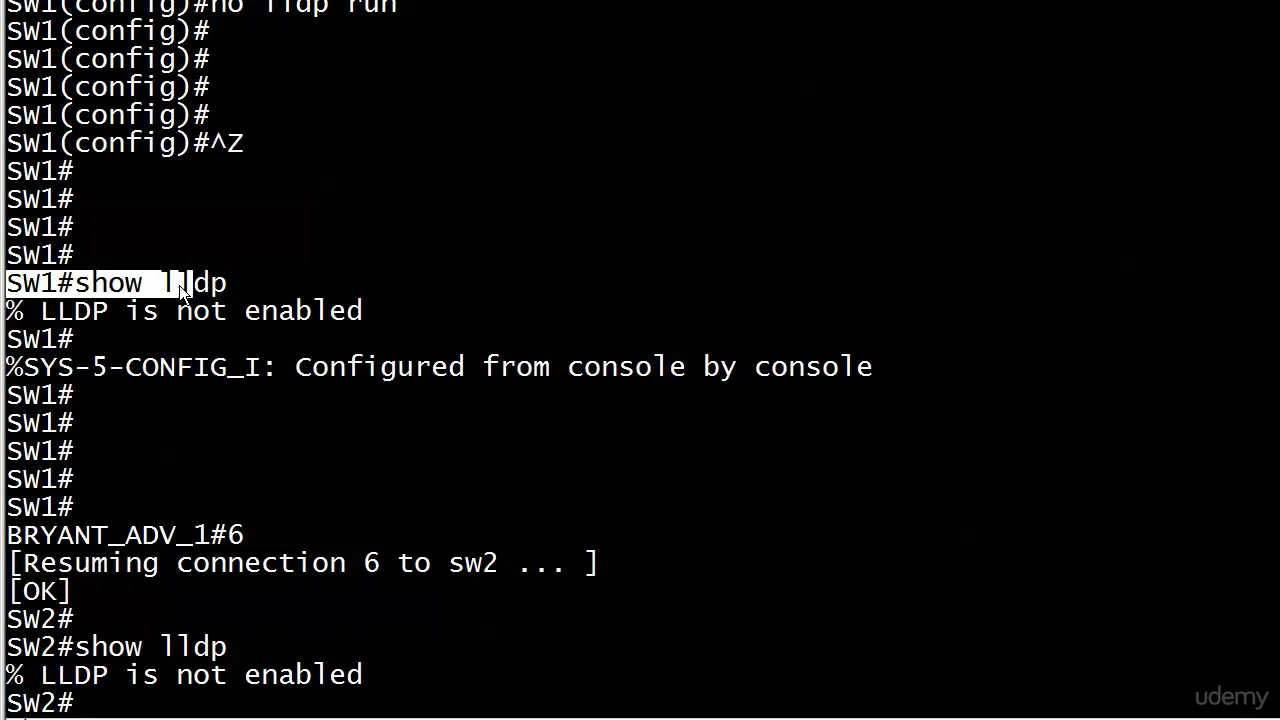 SW1(config)#no lldp run
SW1(config)#
SW1(config)#
SW1(config)#
SW1(config)#
SW1(config)#^Z
SW1#
SW1#
SW1#
SW1#
SW1#show lldp
% LLDP is not enabled
SW1#
%SYS-5-CONFIG_I: Configured from console by console
SW1#
SW1#
SW1#
SW1#
SW1#
BRYANT_ADV_1#6
[Resuming connection 6 to sw2 ... ]
[OK]
SW2#
SW2#show lldp
% LLDP is not enabled
SW2#
udemy